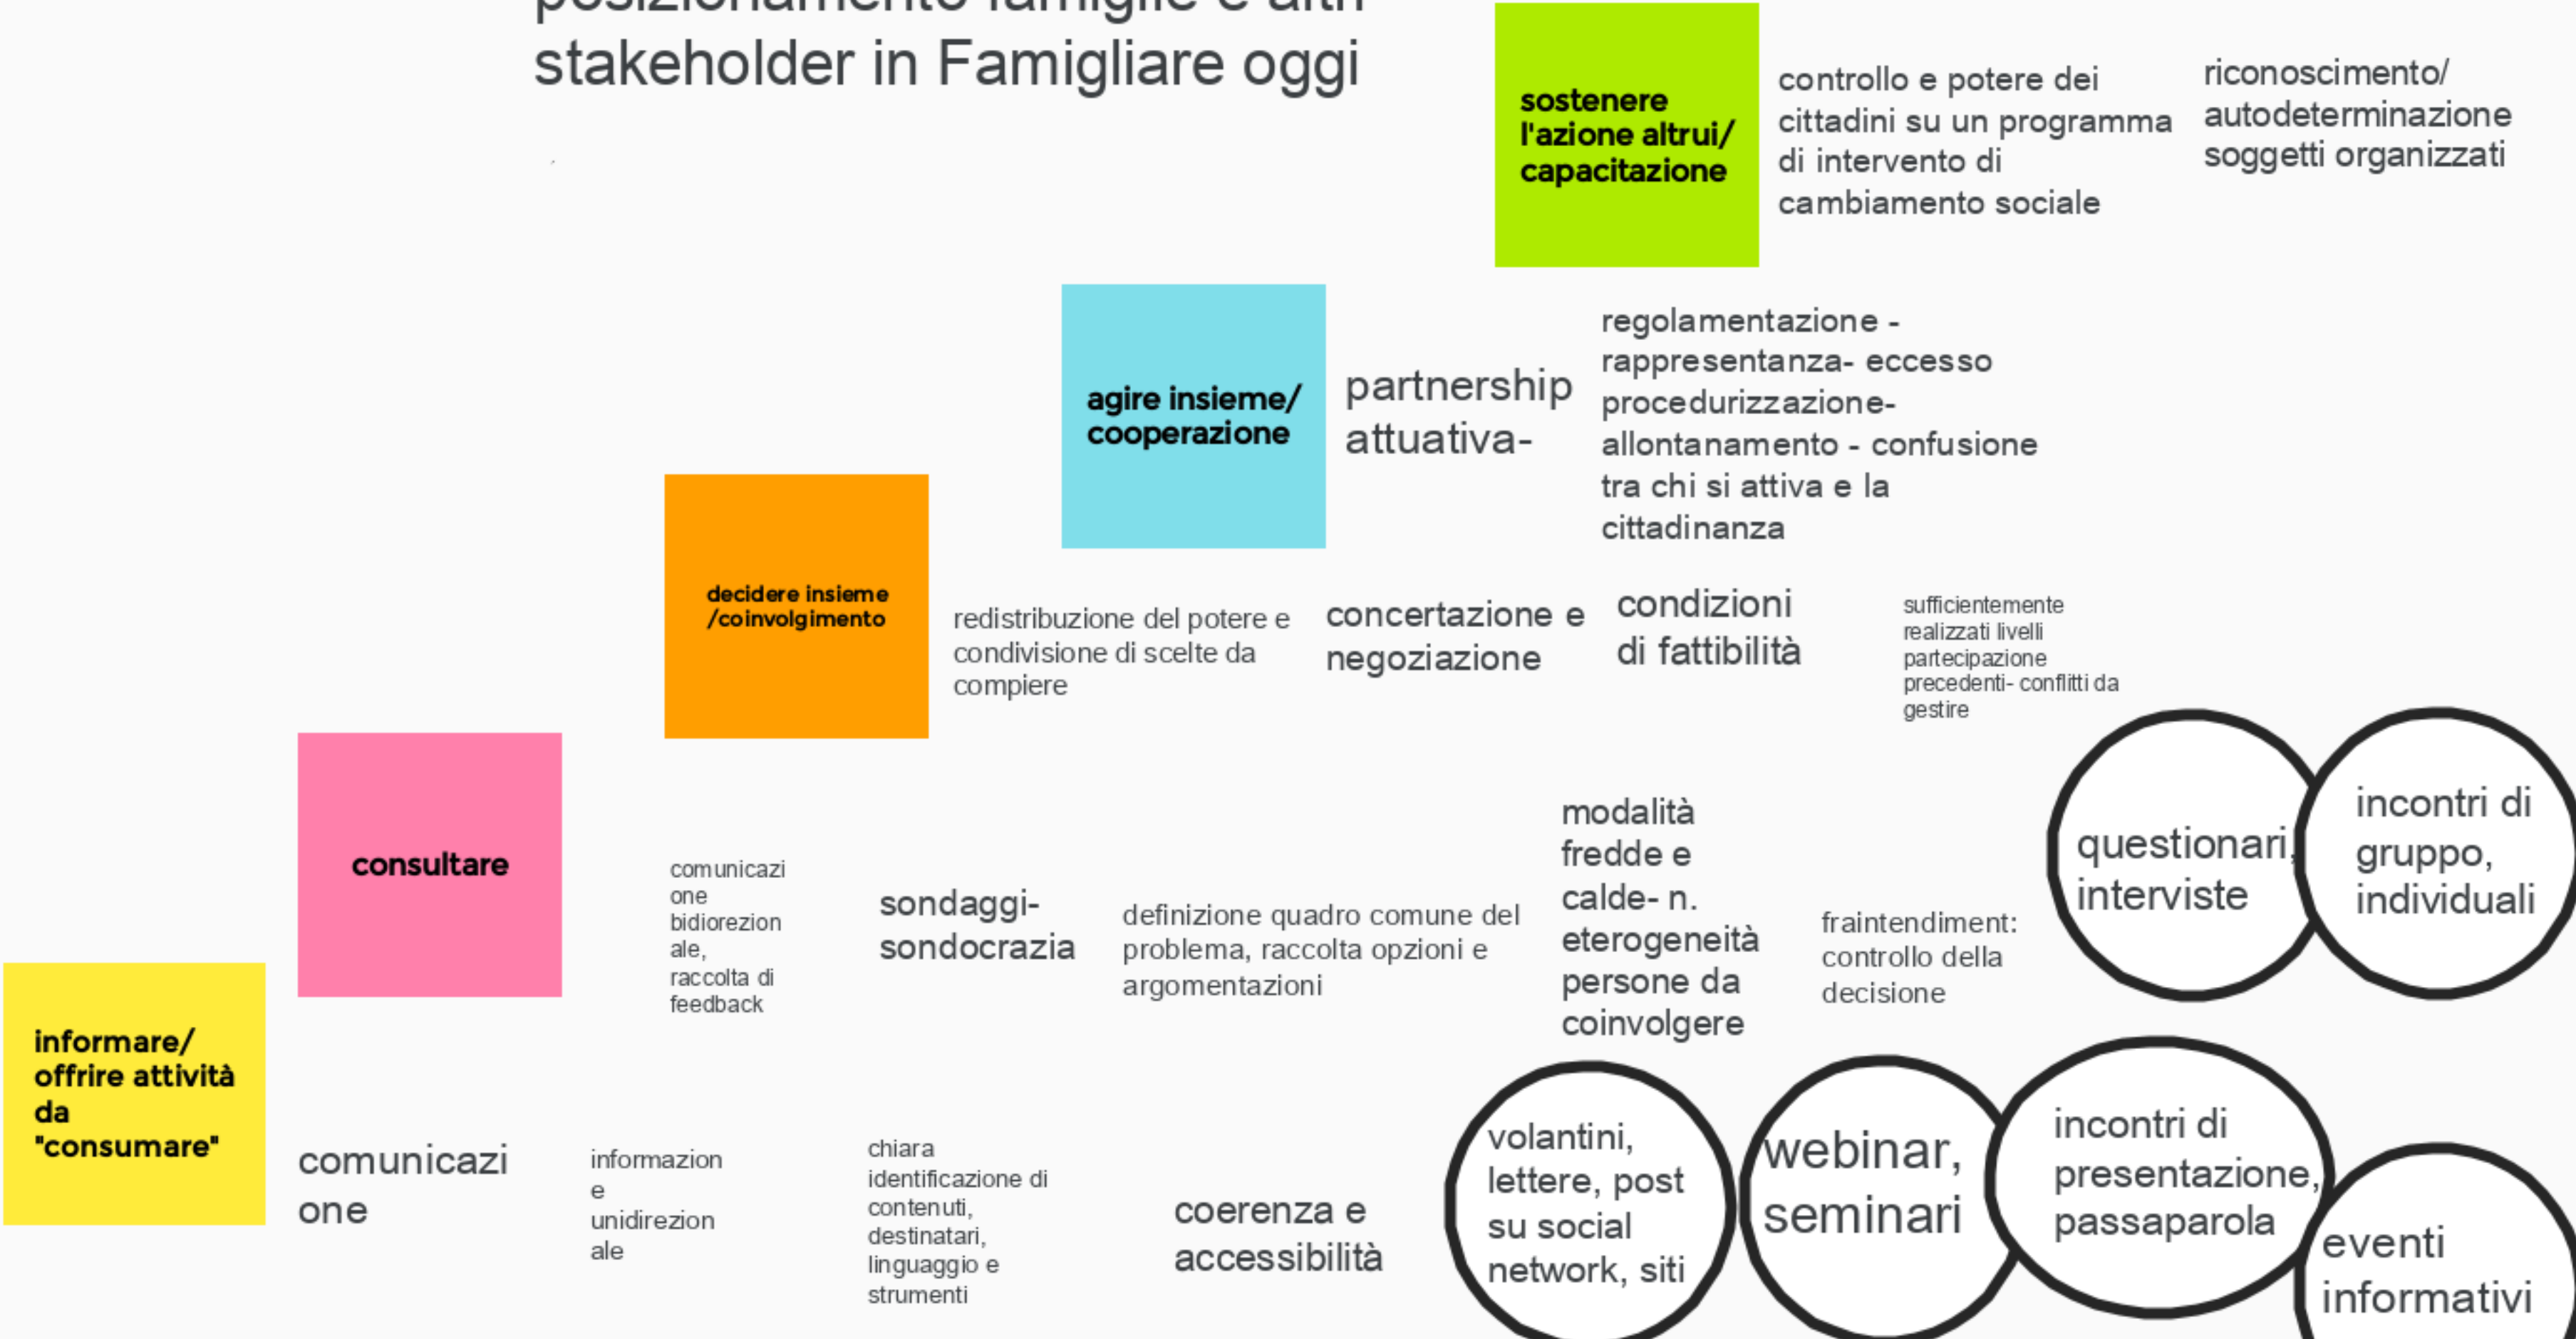 posizionamento famiglie e altri
stakeholder in Famigliare oggi
sostenere
l'azione altrui/
capacitazione
controllo e potere dei
cittadini su un programma
di intervento di
cambiamento sociale
riconoscimento/
autodeterminazione
soggetti organizzati
agire insieme/
cooperazione
partnership
attuativa-
regolamentazione -
rappresentanza- eccesso
procedurizzazione-
allontanamento - confusione
tra chi si attiva e la
cittadinanza
decidere insieme
/coinvolgimento
redistribuzione del potere e
condivisione di scelte da
compiere
concertazione e
negoziazione
condizioni
di fattibilità
sufficientemente
realizzati livelli
partecipazione
precedenti- conflitti da
gestire
consultare
comunicazi
one
bidiorezion
ale,
raccolta di
feedback
sondaggi-
sondocrazia
definizione quadro comune del
problema, raccolta opzioni e
argomentazioni
modalità
fredde e
calde- n.
eterogeneità
persone da
coinvolgere
fraintendiment:
controllo della
decisione
questionari,
interviste
incontri di
gruppo,
individuali
informare/
offrire attività
da
"consumare"
comunicazi
one
informazion
e
unidirezion
ale
chiara
identificazione di
contenuti,
destinatari,
linguaggio e
strumenti
coerenza e
accessibilità
volantini,
lettere, post
su social
network, siti
webinar,
seminari
incontri di
presentazione,
passaparola
eventi
informativi